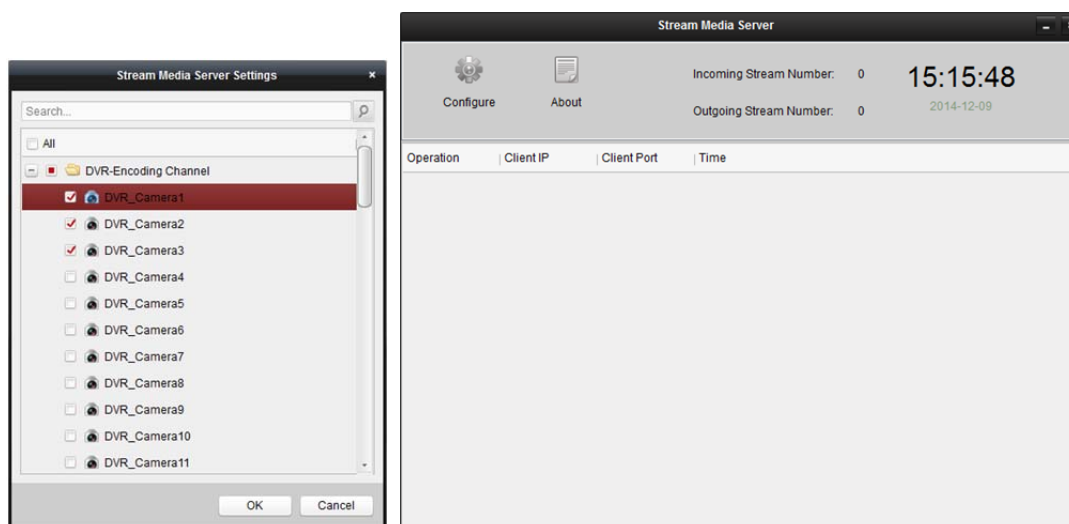 Stream Media Server Settings
Search...
All
DVR-Encoding Channel
DVR_Camera1
DVR_Camera2
DVR_Camera3
DVR_Camera4
DVR_Camera5
DVR_Camera6
DVR_Camera7
DVR_Camera8
DVR_Camera9
DVR_Camera10
DVR_Camera11
OK Cancel
Stream Media Server
Configure About
Incoming Stream Number: 0
Outgoing Stream Number: 0
15:15:48
2014-12-09
Operation Client IP Client Port Time